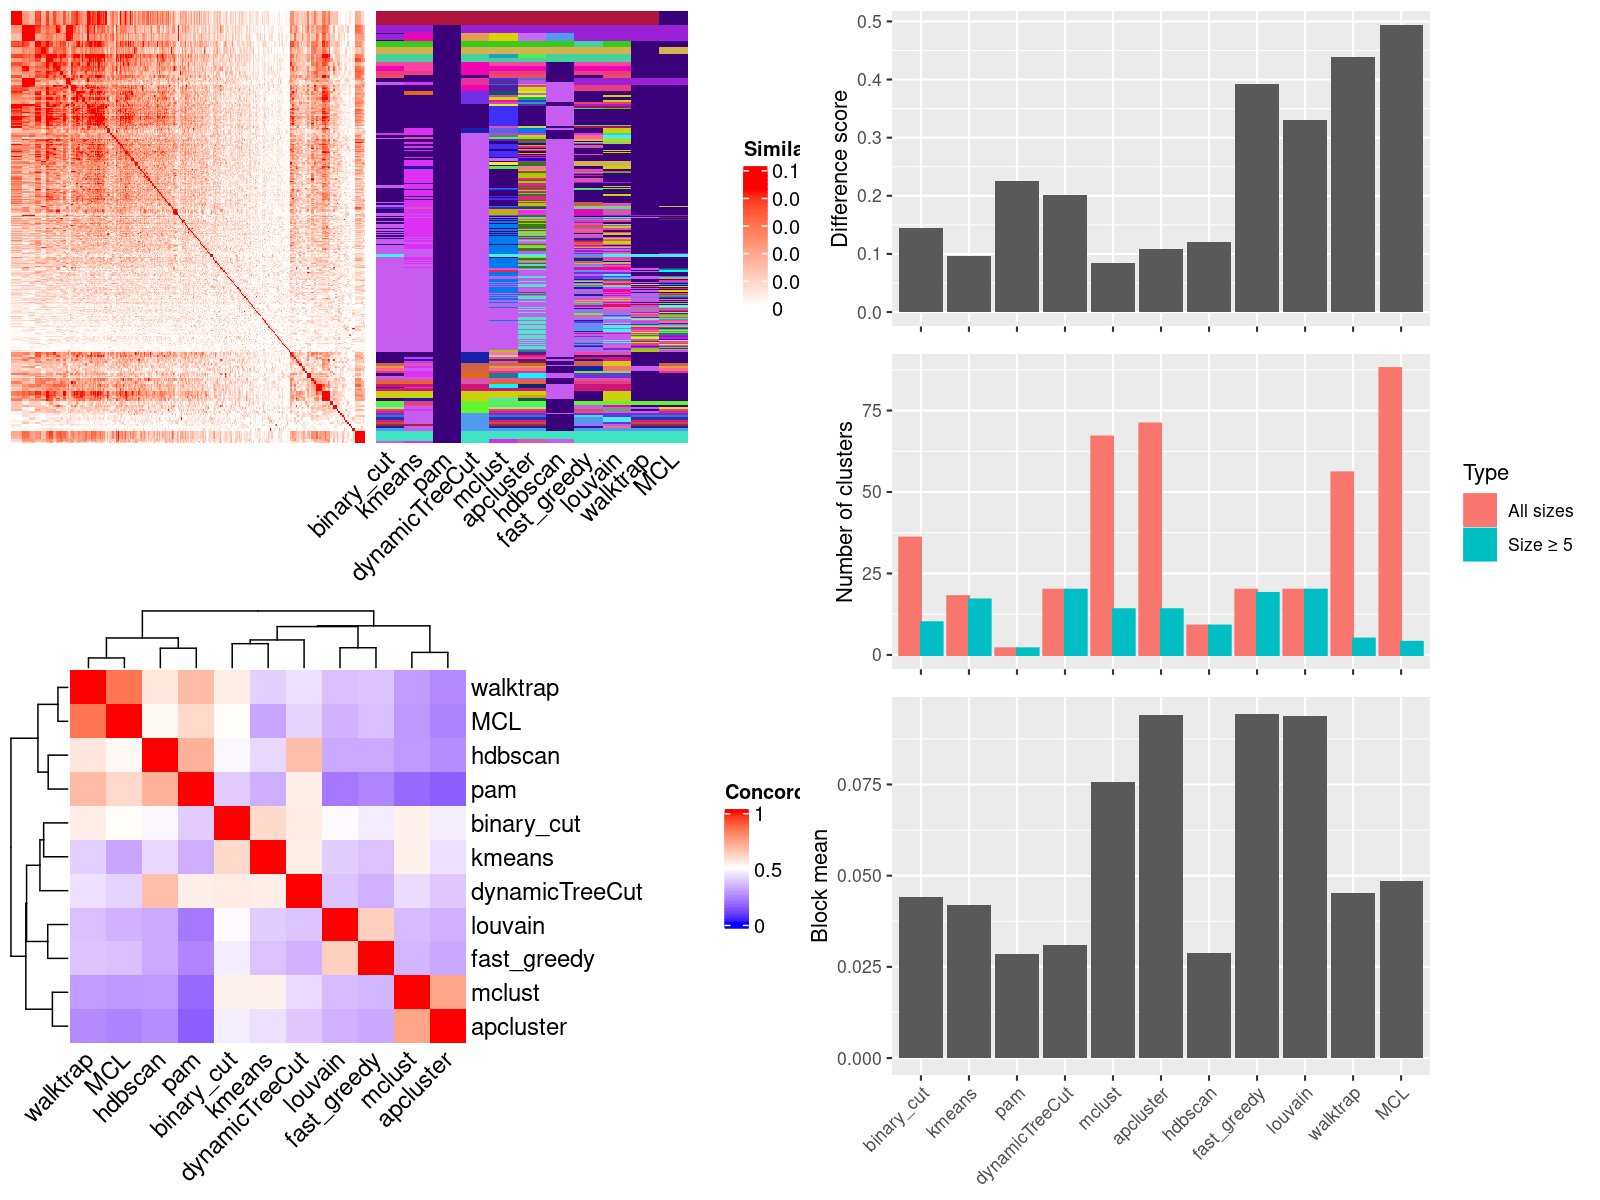 Simila
0.1
0.0
0.0
0.0
0.0
0
binary_cut
kmeans
pam
dynamicTreeCut
mclust
apcluster
hdbscan
fast_greedy
louvain
walktrap
MCL
walktrap
MCL
hdbscan
pam
binary_cut
kmeans
dynamicTreeCut
louvain
fast_greedy
mclust
apcluster
walktrap
MCL
hdbscan
pam
binary_cut
kmeans
dynamicTreeCut
louvain
fast_greedy
mclust
apcluster
Concord
1
0.5
0
Difference score
0.5
0.4
0.3
0.2
0.1
0.0
Number of clusters
75
50
25
0
Type
All sizes
Size ≥ 5
Block mean
0.075
0.050
0.025
0.000
binary_cut
kmeans
pam
dynamicTreeCut
mclust
apcluster
hdbscan
fast_greedy
louvain
walktrap
MCL